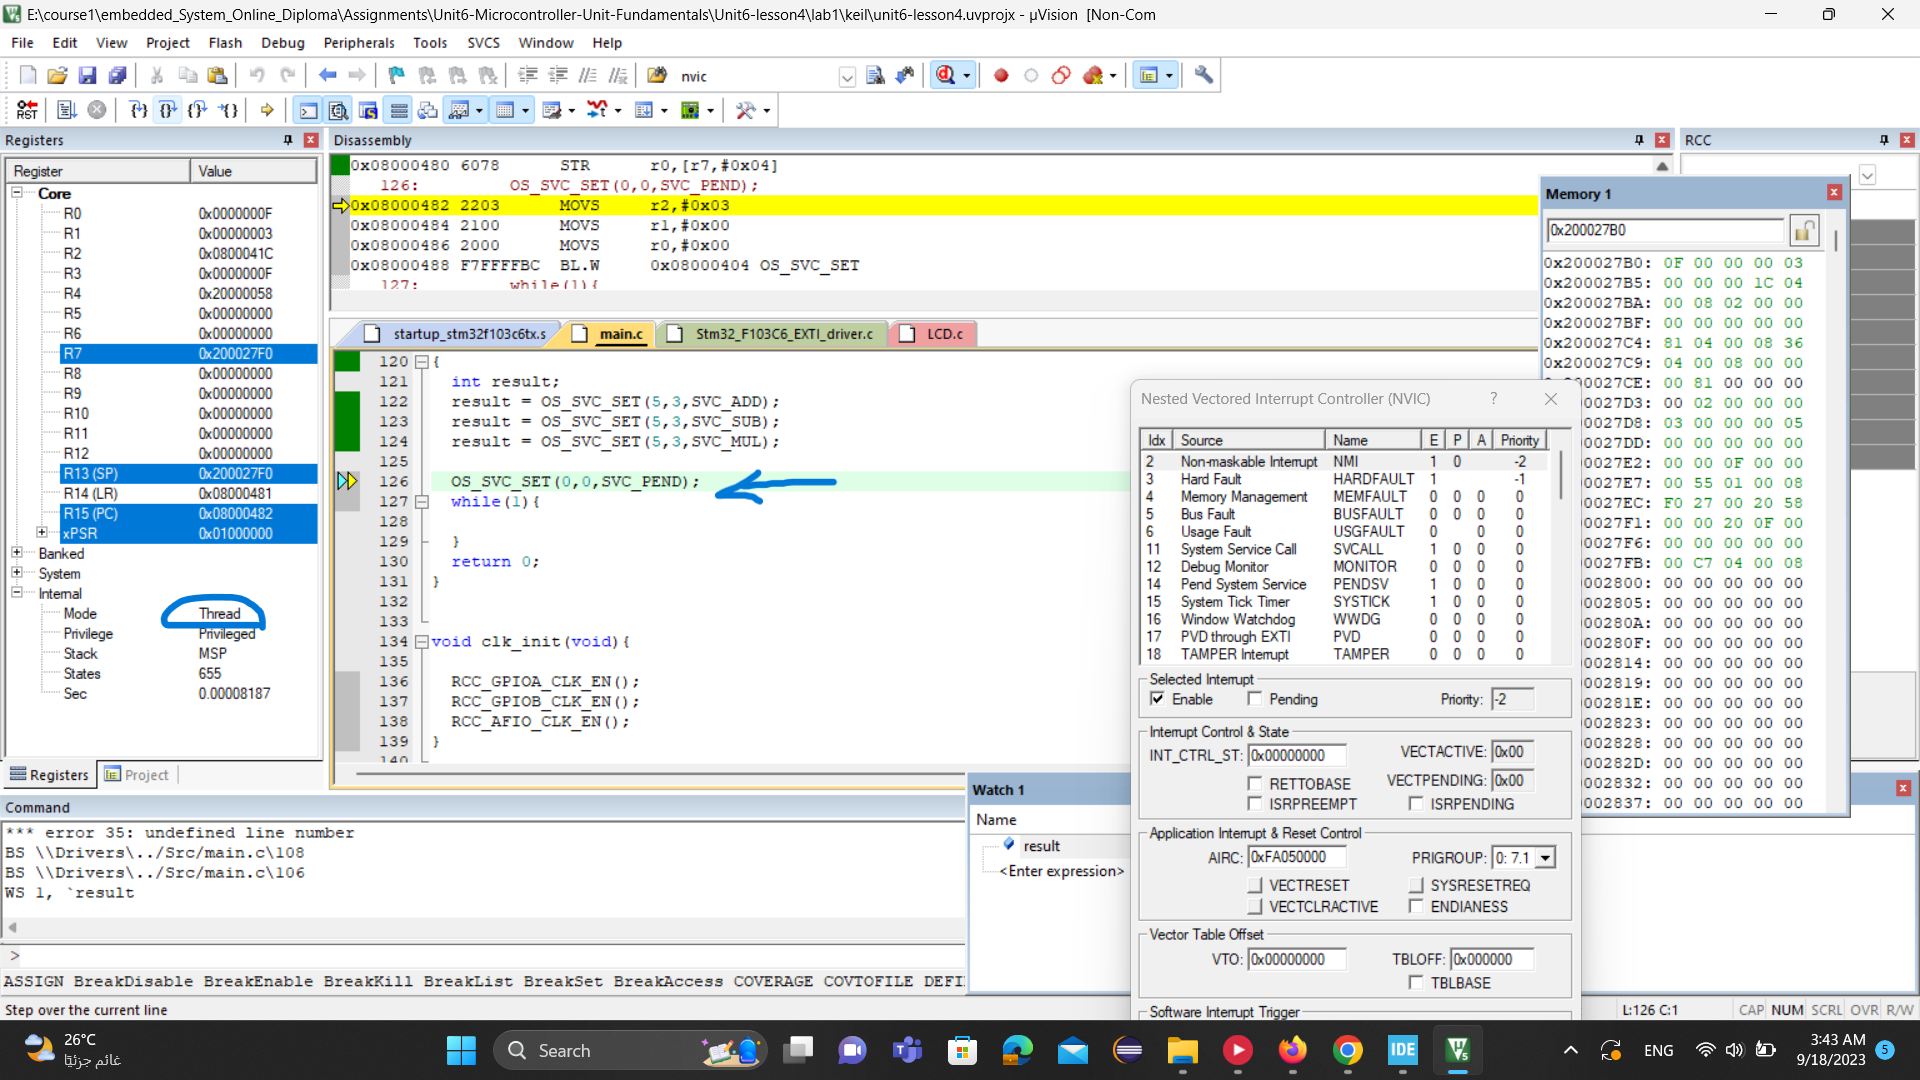 E:\course1\embedded_System_Online_Diploma\Assignments\Unit6-Microcontroller-Unit-Fundamentals\Unit6-lesson4\lab1\keil\unit6-lesson4.uvprojx - µVision [Non-Com
File Edit View Project Flash Debug Peripherals Tools SVCS Window Help
nvic
RST
Registers
Register Value
Core
R0 0x0000000F
R1 0x00000003
R2 0x0800041C
R3 0x0000000F
R4 0x20000058
R5 0x00000000
R6 0x00000000
R7 0x200027F0
R8 0x00000000
R9 0x00000000
R10 0x00000000
R11 0x00000000
R12 0x00000000
R13 (SP) 0x200027F0
R14 (LR) 0x08000481
R15 (PC) 0x08000482
xPSR 0x01000000
Banked
System
Internal
Mode Thread
Privilege Privileged
Stack MSP
States 655
Sec 0.00008187
Registers Project
Disassembly
0x08000480 6078 STR r0,[r7,#0x04]
126: OS_SVC_SET(0,0,SVC_PEND);
0x08000482 2203 MOVS r2,#0x03
0x08000484 2100 MOVS r1,#0x00
0x08000486 2000 MOVS r0,#0x00
0x08000488 F7FFFFBC BL.W 0x08000404 OS_SVC_SET
127: while(1){
startup_stm32f103c6tx.s main.c Stm32_F103C6_EXTI_driver.c LCD.c
120 {
121 int result;
122 result = OS_SVC_SET(5,3,SVC_ADD);
123 result = OS_SVC_SET(5,3,SVC_SUB);
124 result = OS_SVC_SET(5,3,SVC_MUL);
125
126 OS_SVC_SET(0,0,SVC_PEND);
127 while(1){
128
129 }
130 return 0;
131 }
132
133
134 void clk_init(void){
135
136 RCC_GPIOA_CLK_EN();
137 RCC_GPIOB_CLK_EN();
138 RCC_AFIO_CLK_EN();
139 }
140
RCC
Memory 1
0x200027B0
0x200027B0: 0F 00 00 00 03
0x200027B5: 00 00 00 1C 04
0x200027BA: 00 08 02 00 00
0x200027BF: 00 00 00 00 00
0x200027C4: 81 04 00 08 36
0x200027C9: 04 00 08 00 00
0027CE: 00 81 00 00 00
0027D3: 00 02 00 00 00
0027D8: 03 00 00 00 05
0027DD: 00 00 00 00 00
0027E2: 00 00 0F 00 00
0027E7: 00 55 01 00 08
0027EC: F0 27 00 20 58
0027F1: 00 00 20 0F 00
0027F6: 00 00 00 00 00
0027FB: 00 C7 04 00 08
002800: 00 00 00 00 00
002805: 00 00 00 00 00
00280A: 00 00 00 00 00
00280F: 00 00 00 00 00
002814: 00 00 00 00 00
002819: 00 00 00 00 00
00281E: 00 00 00 00 00
002823: 00 00 00 00 00
002828: 00 00 00 00 00
00282D: 00 00 00 00 00
002832: 00 00 00 00 00
002837: 00 00 00 00 00
Nested Vectored Interrupt Controller (NVIC) ?
Idx Source Name E P A Priority
2 Non-maskable Interrupt NMI 1 0 -2
3 Hard Fault HARDFAULT 1 -1
4 Memory Management MEMFAULT 0 0 0 0
5 Bus Fault BUSFAULT 0 0 0 0
6 Usage Fault USGFAULT 0 0 0
11 System Service Call SVCALL 1 0 0 0
12 Debug Monitor MONITOR 0 0 0 0
14 Pend System Service PENDSV 1 0 0 0
15 System Tick Timer SYSTICK 1 0 0 0
16 Window Watchdog WWDG 0 0 0 0
17 PVD through EXTI PVD 0 0 0 0
18 TAMPER Interrupt TAMPER 0 0 0 0
Selected Interrupt
Enable Pending Priority: -2
Interrupt Control & State
INT_CTRL_ST: 0x00000000 VECTACTIVE: 0x00
RETTOBASE VECTPENDING: 0x00
ISRPREEMPT ISRPENDING
Application Interrupt & Reset Control
AIRC: 0xFA050000 PRIGROUP: 0: 7.1
VECTRESET SYSRESETREQ
VECTCLRACTIVE ENDIANESS
Vector Table Offset
VTO: 0x00000000 TBLOFF: 0x000000
TBLBASE
Software Interrupt Trigger
Command
*** error 35: undefined line number
BS \\Drivers\../Src/main.c\108
BS \\Drivers\../Src/main.c\106
WS 1, `result
>
ASSIGN BreakDisable BreakEnable BreakKill BreakList BreakSet BreakAccess COVERAGE COVTOFILE DEFI
Watch 1
Name
result
<Enter expression>
Step over the current line
L:126 C:1 CAP NUM SCRL OVR R/W
26°C
غائم جزئيًا
Search
IDE
ENG
3:43 AM
9/18/2023
5